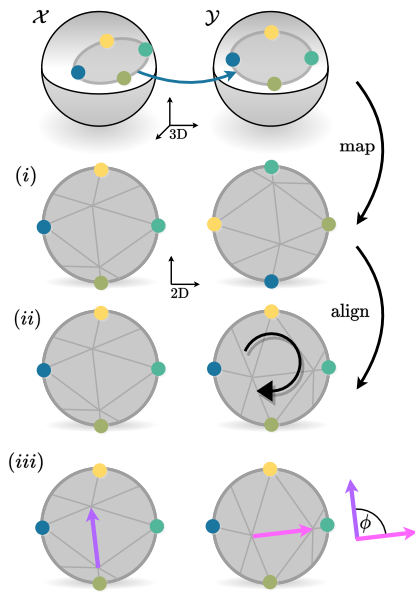 𝒳
𝒴
3D
map
(i)
2D
align
(ii)
(iii)
ϕ